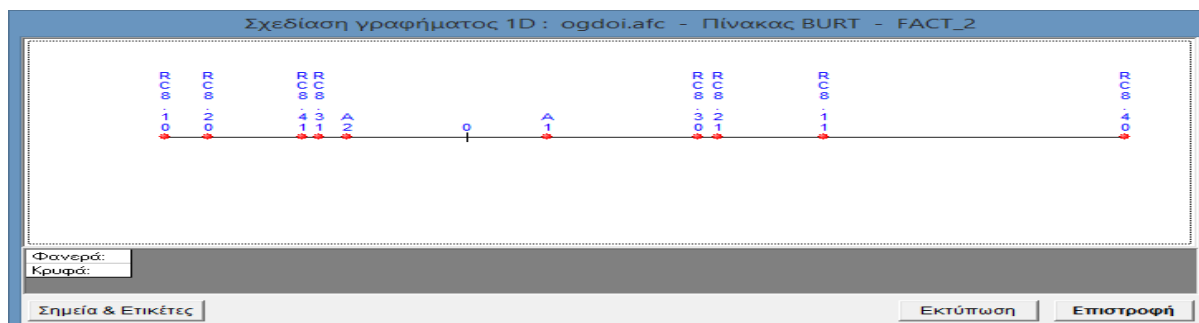 Σχεδίαση γραφήματος 1D : ogdoi.afc - Πίνακας BURT - FACT_2
RC8.10
RC8.20
RC8.41
RC8.31
A2
0
A1
RC8.30
RC8.21
RC8.11
RC8.40
Φανερά:
Κρυφά:
Σημεία & Ετικέτες
Εκτύπωση
Επιστροφή